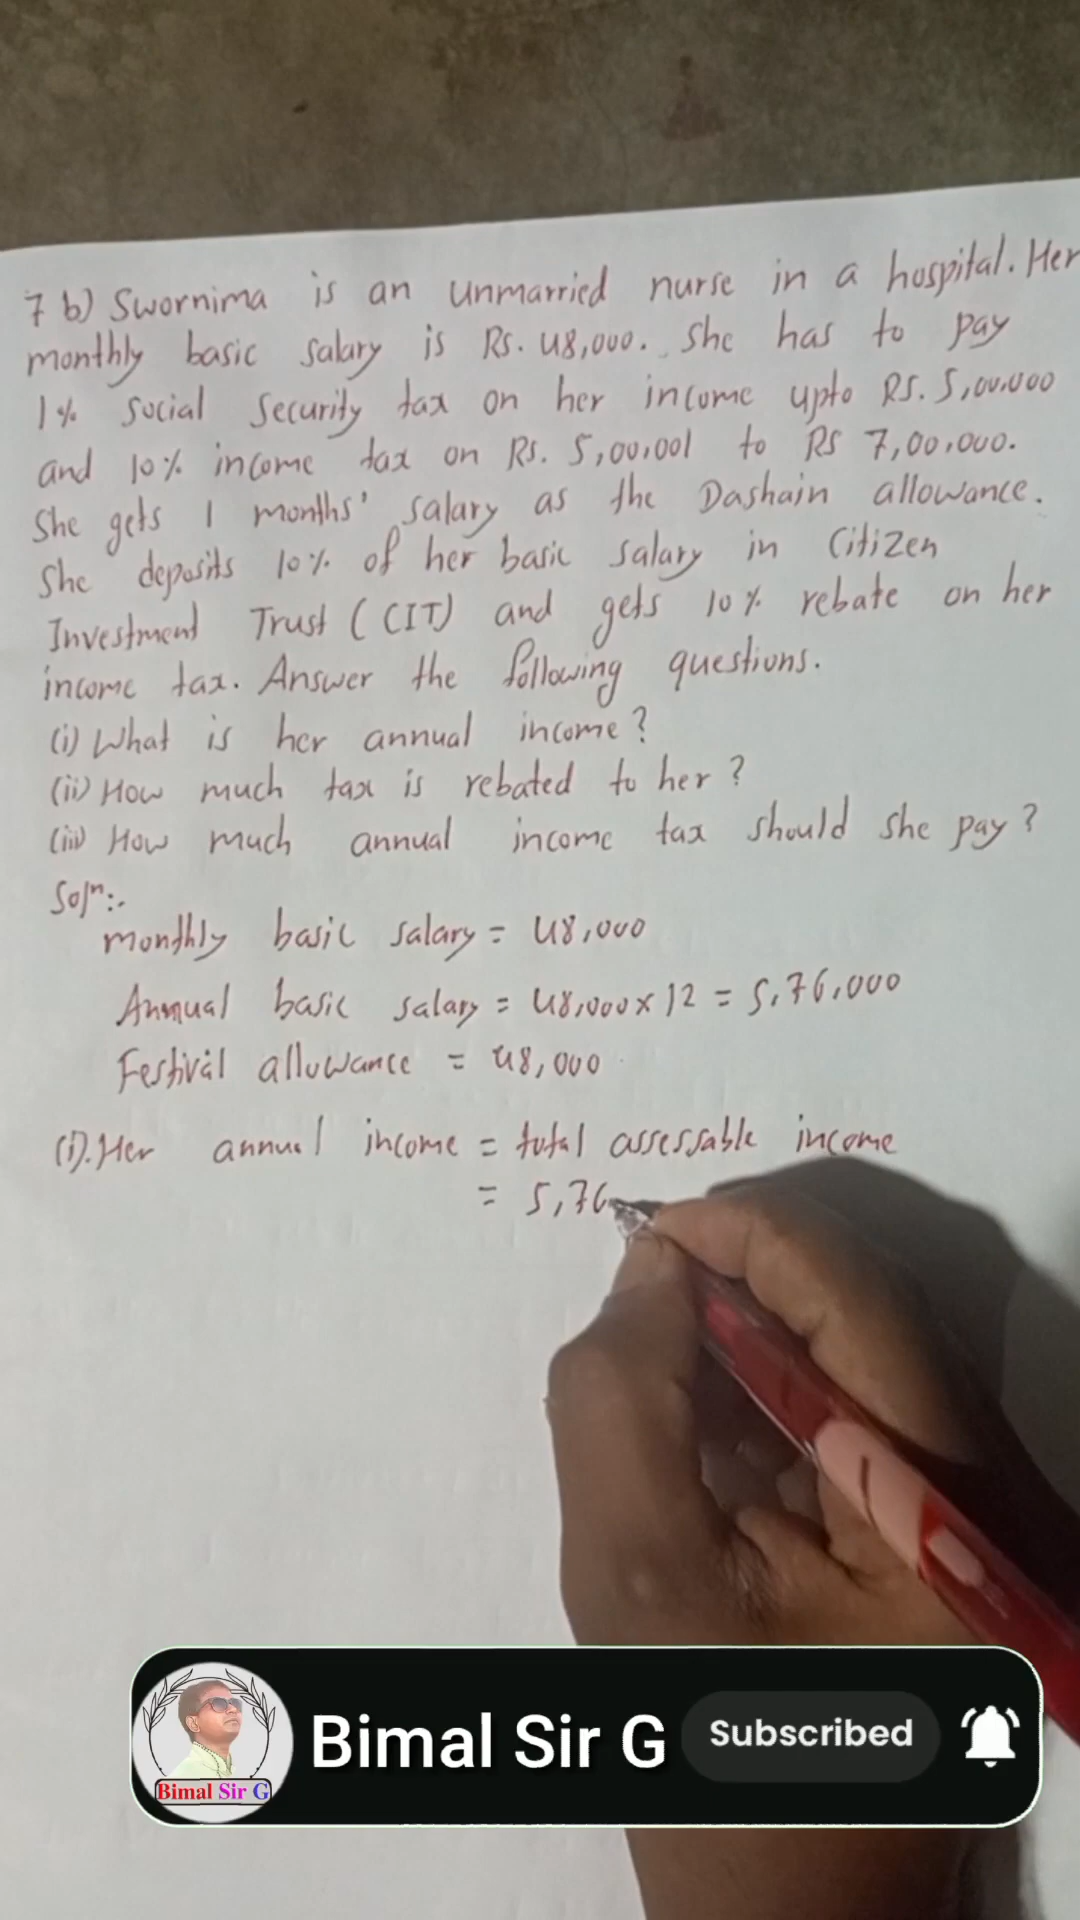 7 b) Swornima is an unmarried nurse in a hospital. Her
monthly basic salary is Rs. 48,000. She has to pay
1% Social Security tax on her income upto Rs. 5,00,000
and 10% income tax on Rs. 5,00,001 to Rs 7,00,000.
She gets 1 months' salary as the Dashain allowance.
She deposits 10% of her basic salary in Citizen
Investment Trust (CIT) and gets 10% rebate on her
income tax. Answer the following questions.
(i) What is her annual income?
(ii) How much tax is rebated to her?
(iii) How much annual income tax should she pay?
Solⁿ:-
monthly basic salary = 48,000
Annual basic salary = 48,000 x 12 = 5,76,000
Festival allowance = 48,000
(i). Her annual income = total assessable income
= 5,76
Bimal Sir G
Bimal Sir G
Subscribed